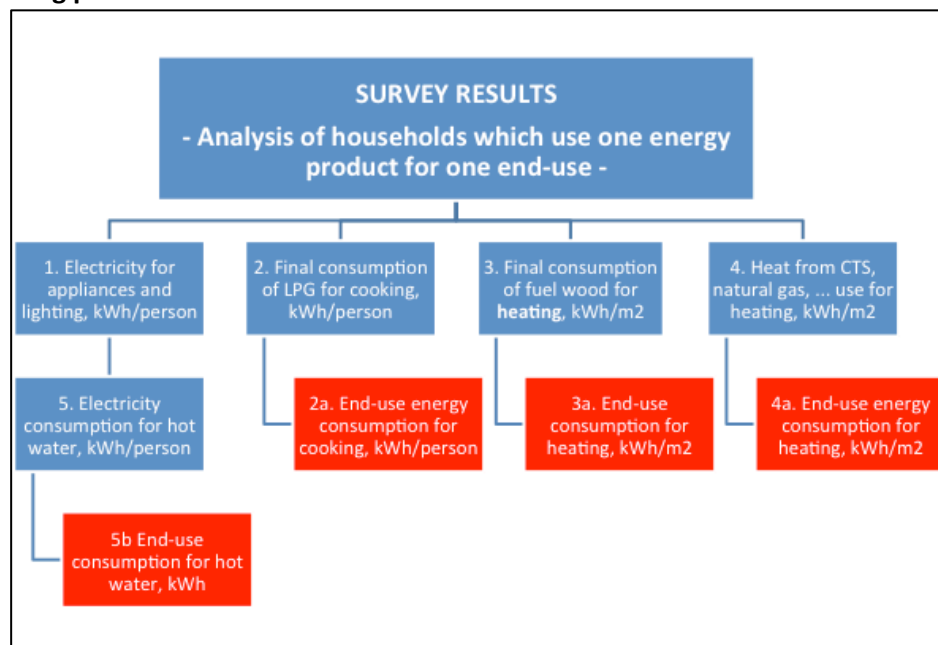 SURVEY RESULTS
- Analysis of households which use one energy
product for one end-use -
1. Electricity for
appliances and
lighting, kWh/person
2. Final consumption
of LPG for cooking,
kWh/person
3. Final consumption
of fuel wood for
heating, kWh/m2
4. Heat from CTS,
natural gas, ... use for
heating, kWh/m2
5. Electricity
consumption for hot
water, kWh/person
2a. End-use energy
consumption for
cooking, kWh/person
3a. End-use
consumption for
heating, kWh/m2
4a. End-use energy
consumption for
heating, kWh/m2
5b End-use
consumption for hot
water, kWh